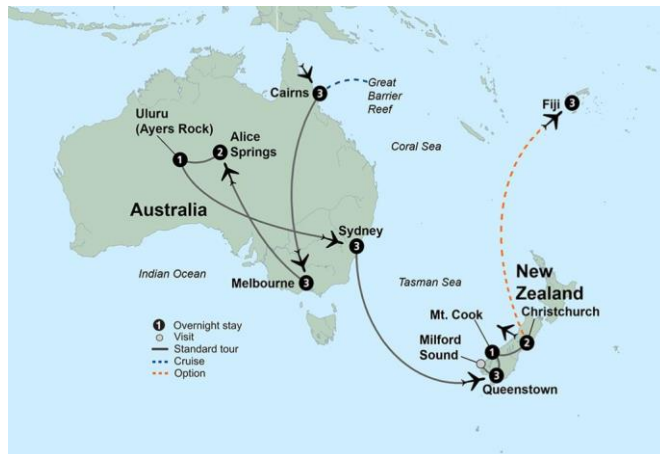 Cairns 3
Great
Barrier
Reef
Fiji 3
Uluru
(Ayers Rock)
1
Alice
Springs
2
Coral Sea
Australia
Sydney
3
Indian Ocean
Melbourne 3
Tasman Sea
New
Zealand
Mt. Cook
Christchurch
Milford
Sound
1
2
3
Queenstown
1 Overnight stay
Visit
Standard tour
Cruise
Option